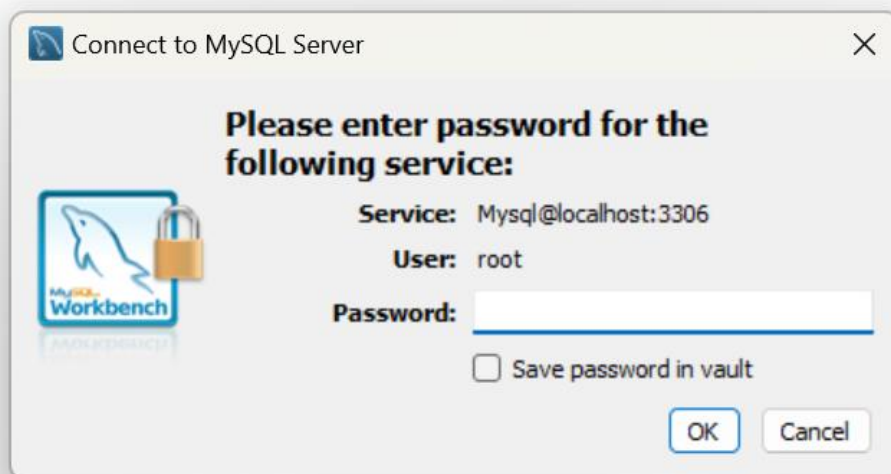 Connect to MySQL Server
Please enter password for the
following service:
Service: Mysql@localhost:3306
User: root
MySQL
Workbench
Password:
Save password in vault
OK Cancel